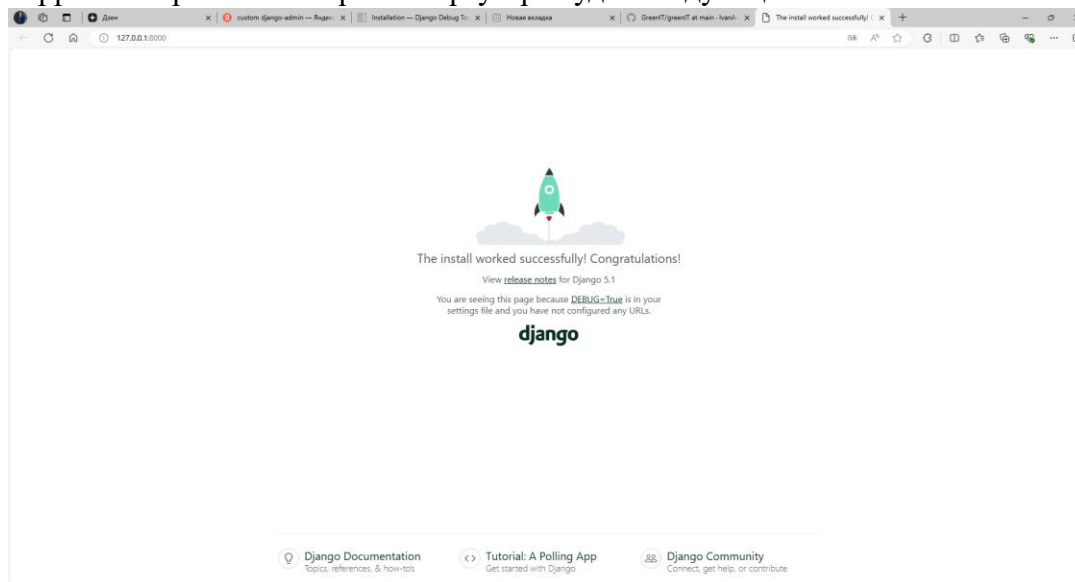 Дзен
custom django-admin — Яндекс
Installation — Django Debug To
Новая вкладка
GreenIT/greenIT at main · IvanA
The install worked successfully! C
127.0.0.1:8000
The install worked successfully! Congratulations!
View release notes for Django 5.1
You are seeing this page because DEBUG=True is in your
settings file and you have not configured any URLs.
django
Django Documentation
Topics, references, & how-to's
Tutorial: A Polling App
Get started with Django
Django Community
Connect, get help, or contribute